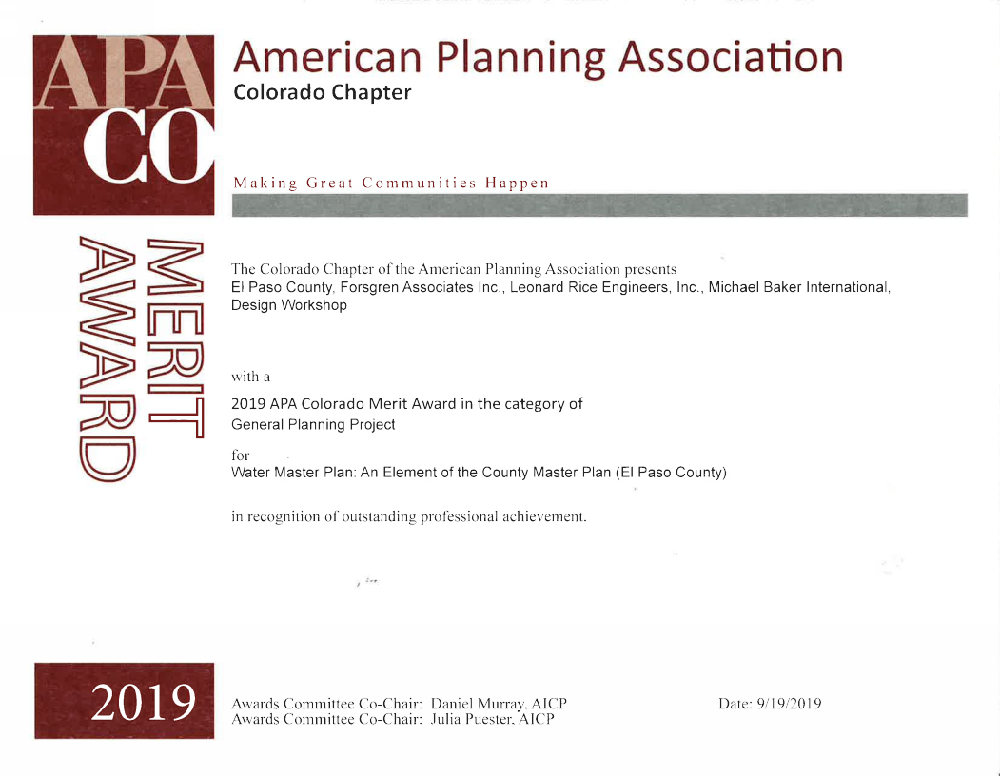 APA
CO
American Planning Association
Colorado Chapter
Making Great Communities Happen
MERIT
AWARD
The Colorado Chapter of the American Planning Association presents
El Paso County, Forsgren Associates Inc., Leonard Rice Engineers, Inc., Michael Baker International,
Design Workshop
with a
2019 APA Colorado Merit Award in the category of
General Planning Project
for
Water Master Plan: An Element of the County Master Plan (El Paso County)
in recognition of outstanding professional achievement.
2019
Awards Committee Co-Chair: Daniel Murray, AICP
Date: 9/19/2019
Awards Committee Co-Chair: Julia Puester, AICP